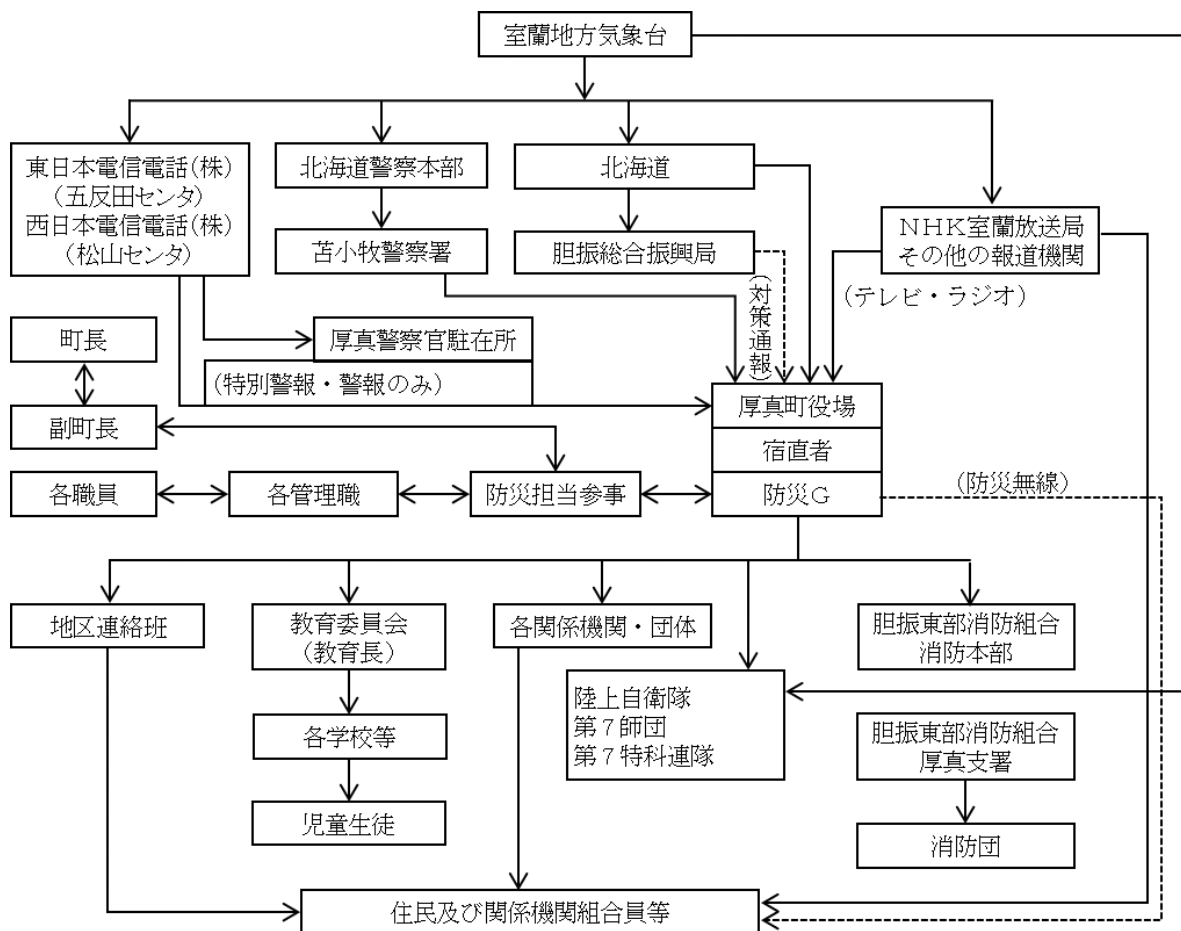 室蘭地方気象台
東日本電信電話(株)
(五反田センタ)
西日本電信電話(株)
(松山センタ)
北海道警察本部
北海道
苫小牧警察署
胆振総合振興局
NHK室蘭放送局
その他の報道機関
(対策通報)
(テレビ・ラジオ)
町長
厚真警察官駐在所
(特別警報・警報のみ)
副町長
厚真町役場
宿直者
防災G
各職員
各管理職
防災担当参事
(防災無線)
地区連絡班
教育委員会
(教育長)
各関係機関・団体
胆振東部消防組合
消防本部
陸上自衛隊
第7師団
第7特科連隊
各学校等
胆振東部消防組合
厚真支署
児童生徒
消防団
住民及び関係機関組合員等